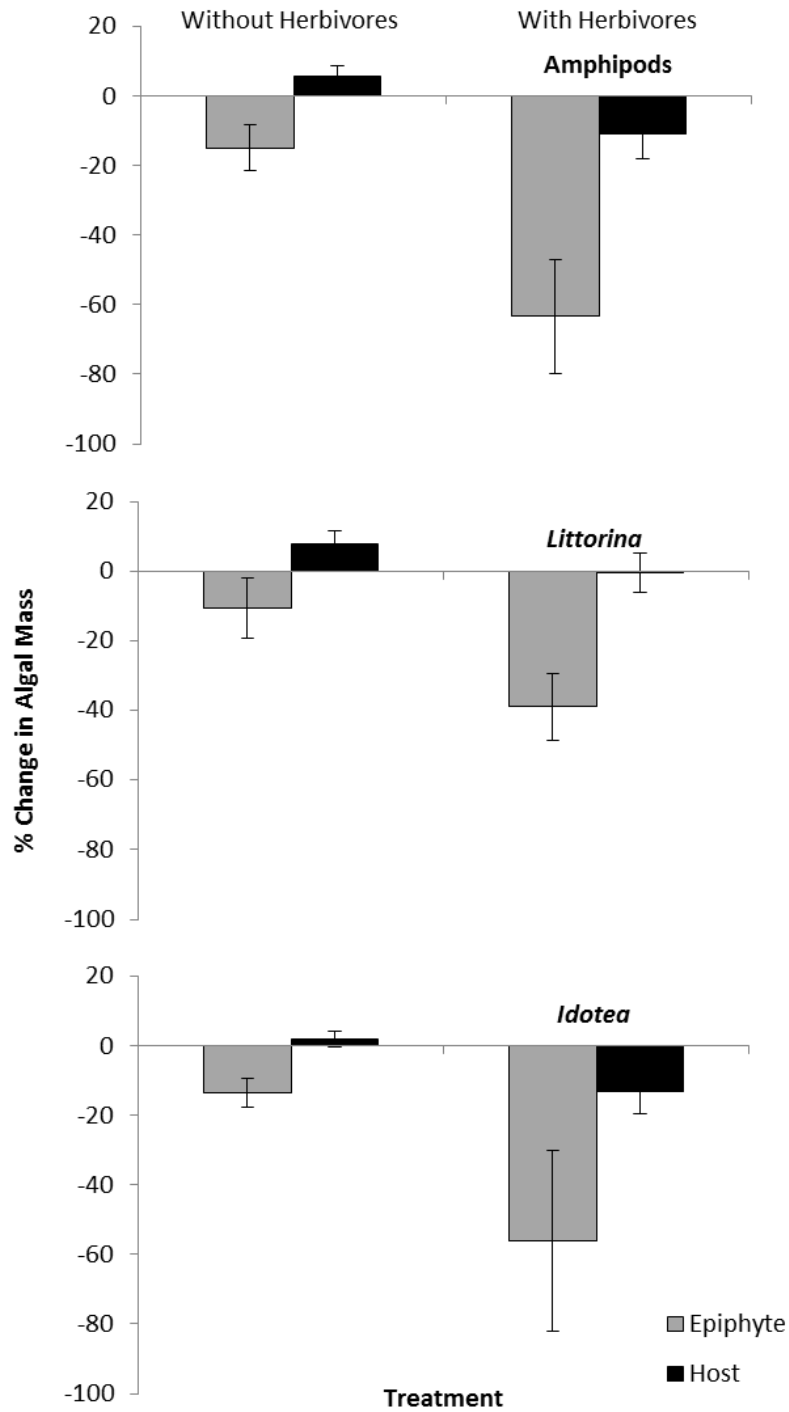 Without Herbivores With Herbivores
Amphipods
20
0
-20
-40
-60
-80
-100
Littorina
20
0
-20
-40
-60
-80
-100
% Change in Algal Mass
Idotea
20
0
-20
-40
-60
-80
-100
Epiphyte
Host
Treatment